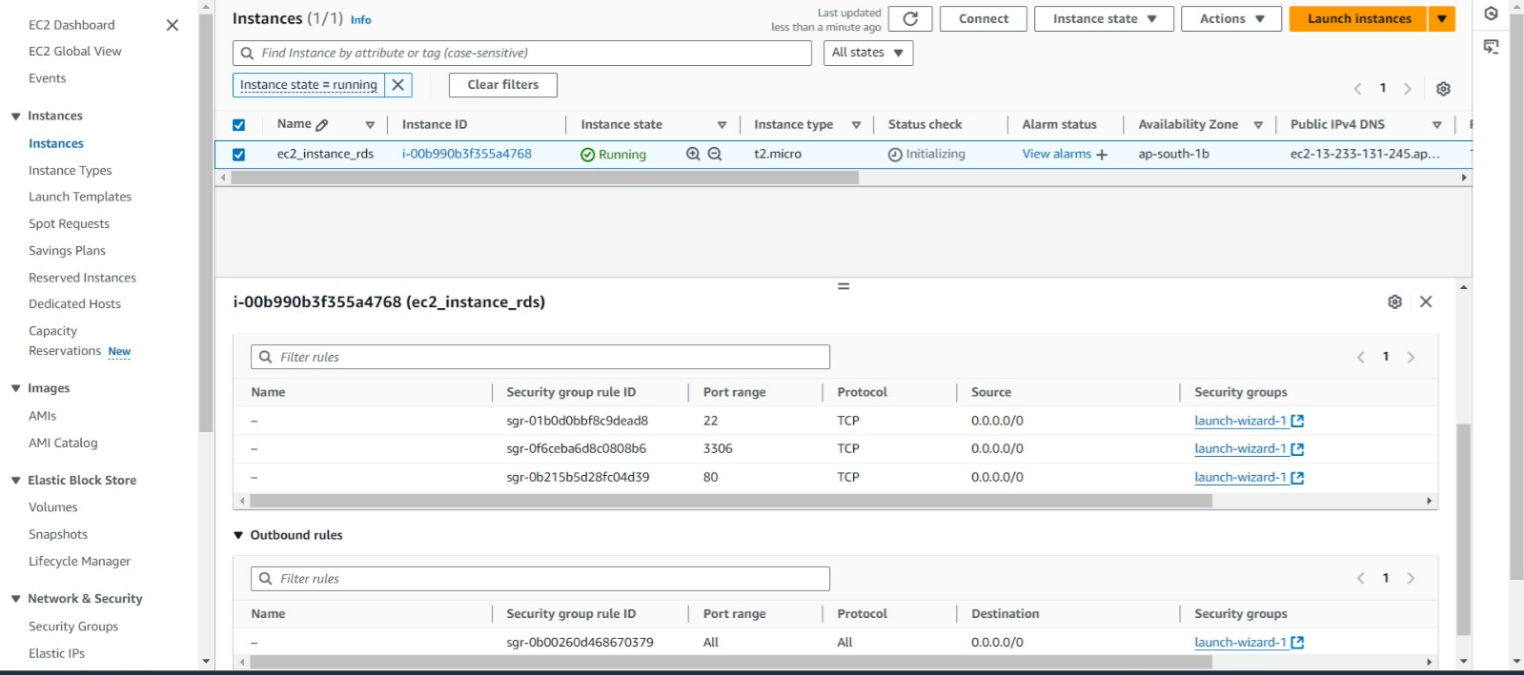 EC2 Dashboard
EC2 Global View
Events
Instances
Instances
Instance Types
Launch Templates
Spot Requests
Savings Plans
Reserved Instances
Dedicated Hosts
Capacity
Reservations New
Images
AMIs
AMI Catalog
Elastic Block Store
Volumes
Snapshots
Lifecycle Manager
Network & Security
Security Groups
Elastic IPs
Instances (1/1) Info
Last updated
less than a minute ago
Connect
Instance state
Actions
Launch instances
Find Instance by attribute or tag (case-sensitive)
All states
Instance state = running
Clear filters
1
Name Instance ID Instance state Instance type Status check Alarm status Availability Zone Public IPv4 DNS
ec2_instance_rds i-00b990b3f355a4768 Running t2.micro Initializing View alarms + ap-south-1b ec2-13-233-131-245.ap...
i-00b990b3f355a4768 (ec2_instance_rds)
Filter rules
1
Name Security group rule ID Port range Protocol Source Security groups
– sgr-01b0d0bbf8c9dead8 22 TCP 0.0.0.0/0 launch-wizard-1
– sgr-0f6ceba6d8c0808b6 3306 TCP 0.0.0.0/0 launch-wizard-1
– sgr-0b215b5d28fc04d39 80 TCP 0.0.0.0/0 launch-wizard-1
Outbound rules
Filter rules
1
Name Security group rule ID Port range Protocol Destination Security groups
– sgr-0b00260d468670379 All All 0.0.0.0/0 launch-wizard-1